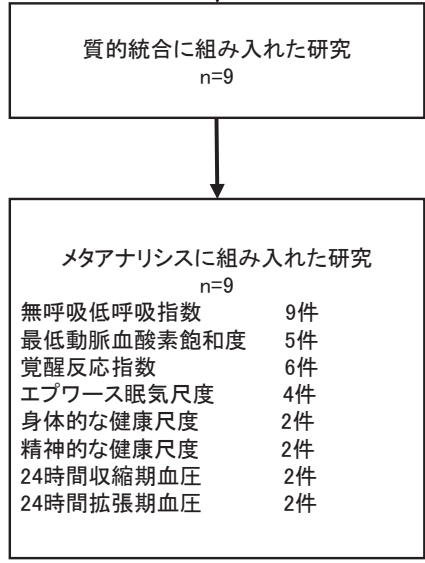 質的統合に組み入れた研究
n=9
メタアナリシスに組み入れた研究
n=9
無呼吸低呼吸指数 9件
最低動脈血酸素飽和度 5件
覚醒反応指数 6件
エプワース眠気尺度 4件
身体的な健康尺度 2件
精神的な健康尺度 2件
24時間収縮期血圧 2件
24時間拡張期血圧 2件